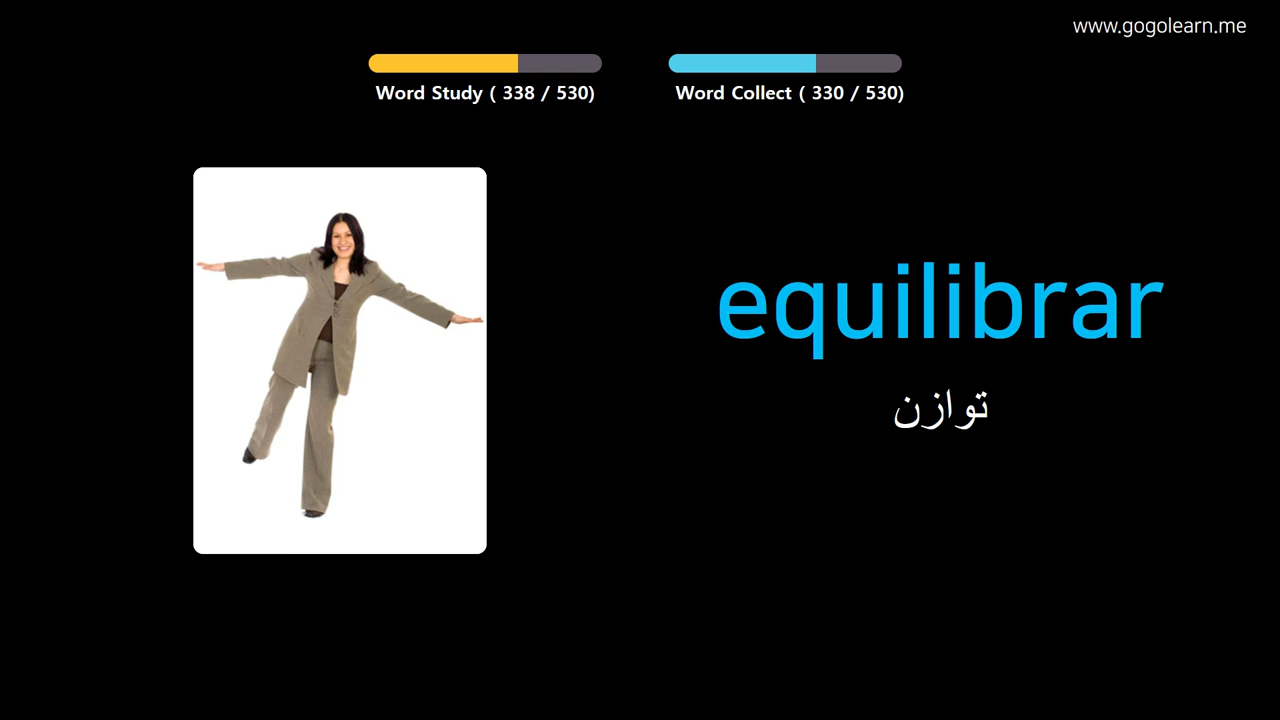 www.gogolearn.me
Word Study ( 338 / 530)
Word Collect ( 330 / 530)
equilibrar
توازن